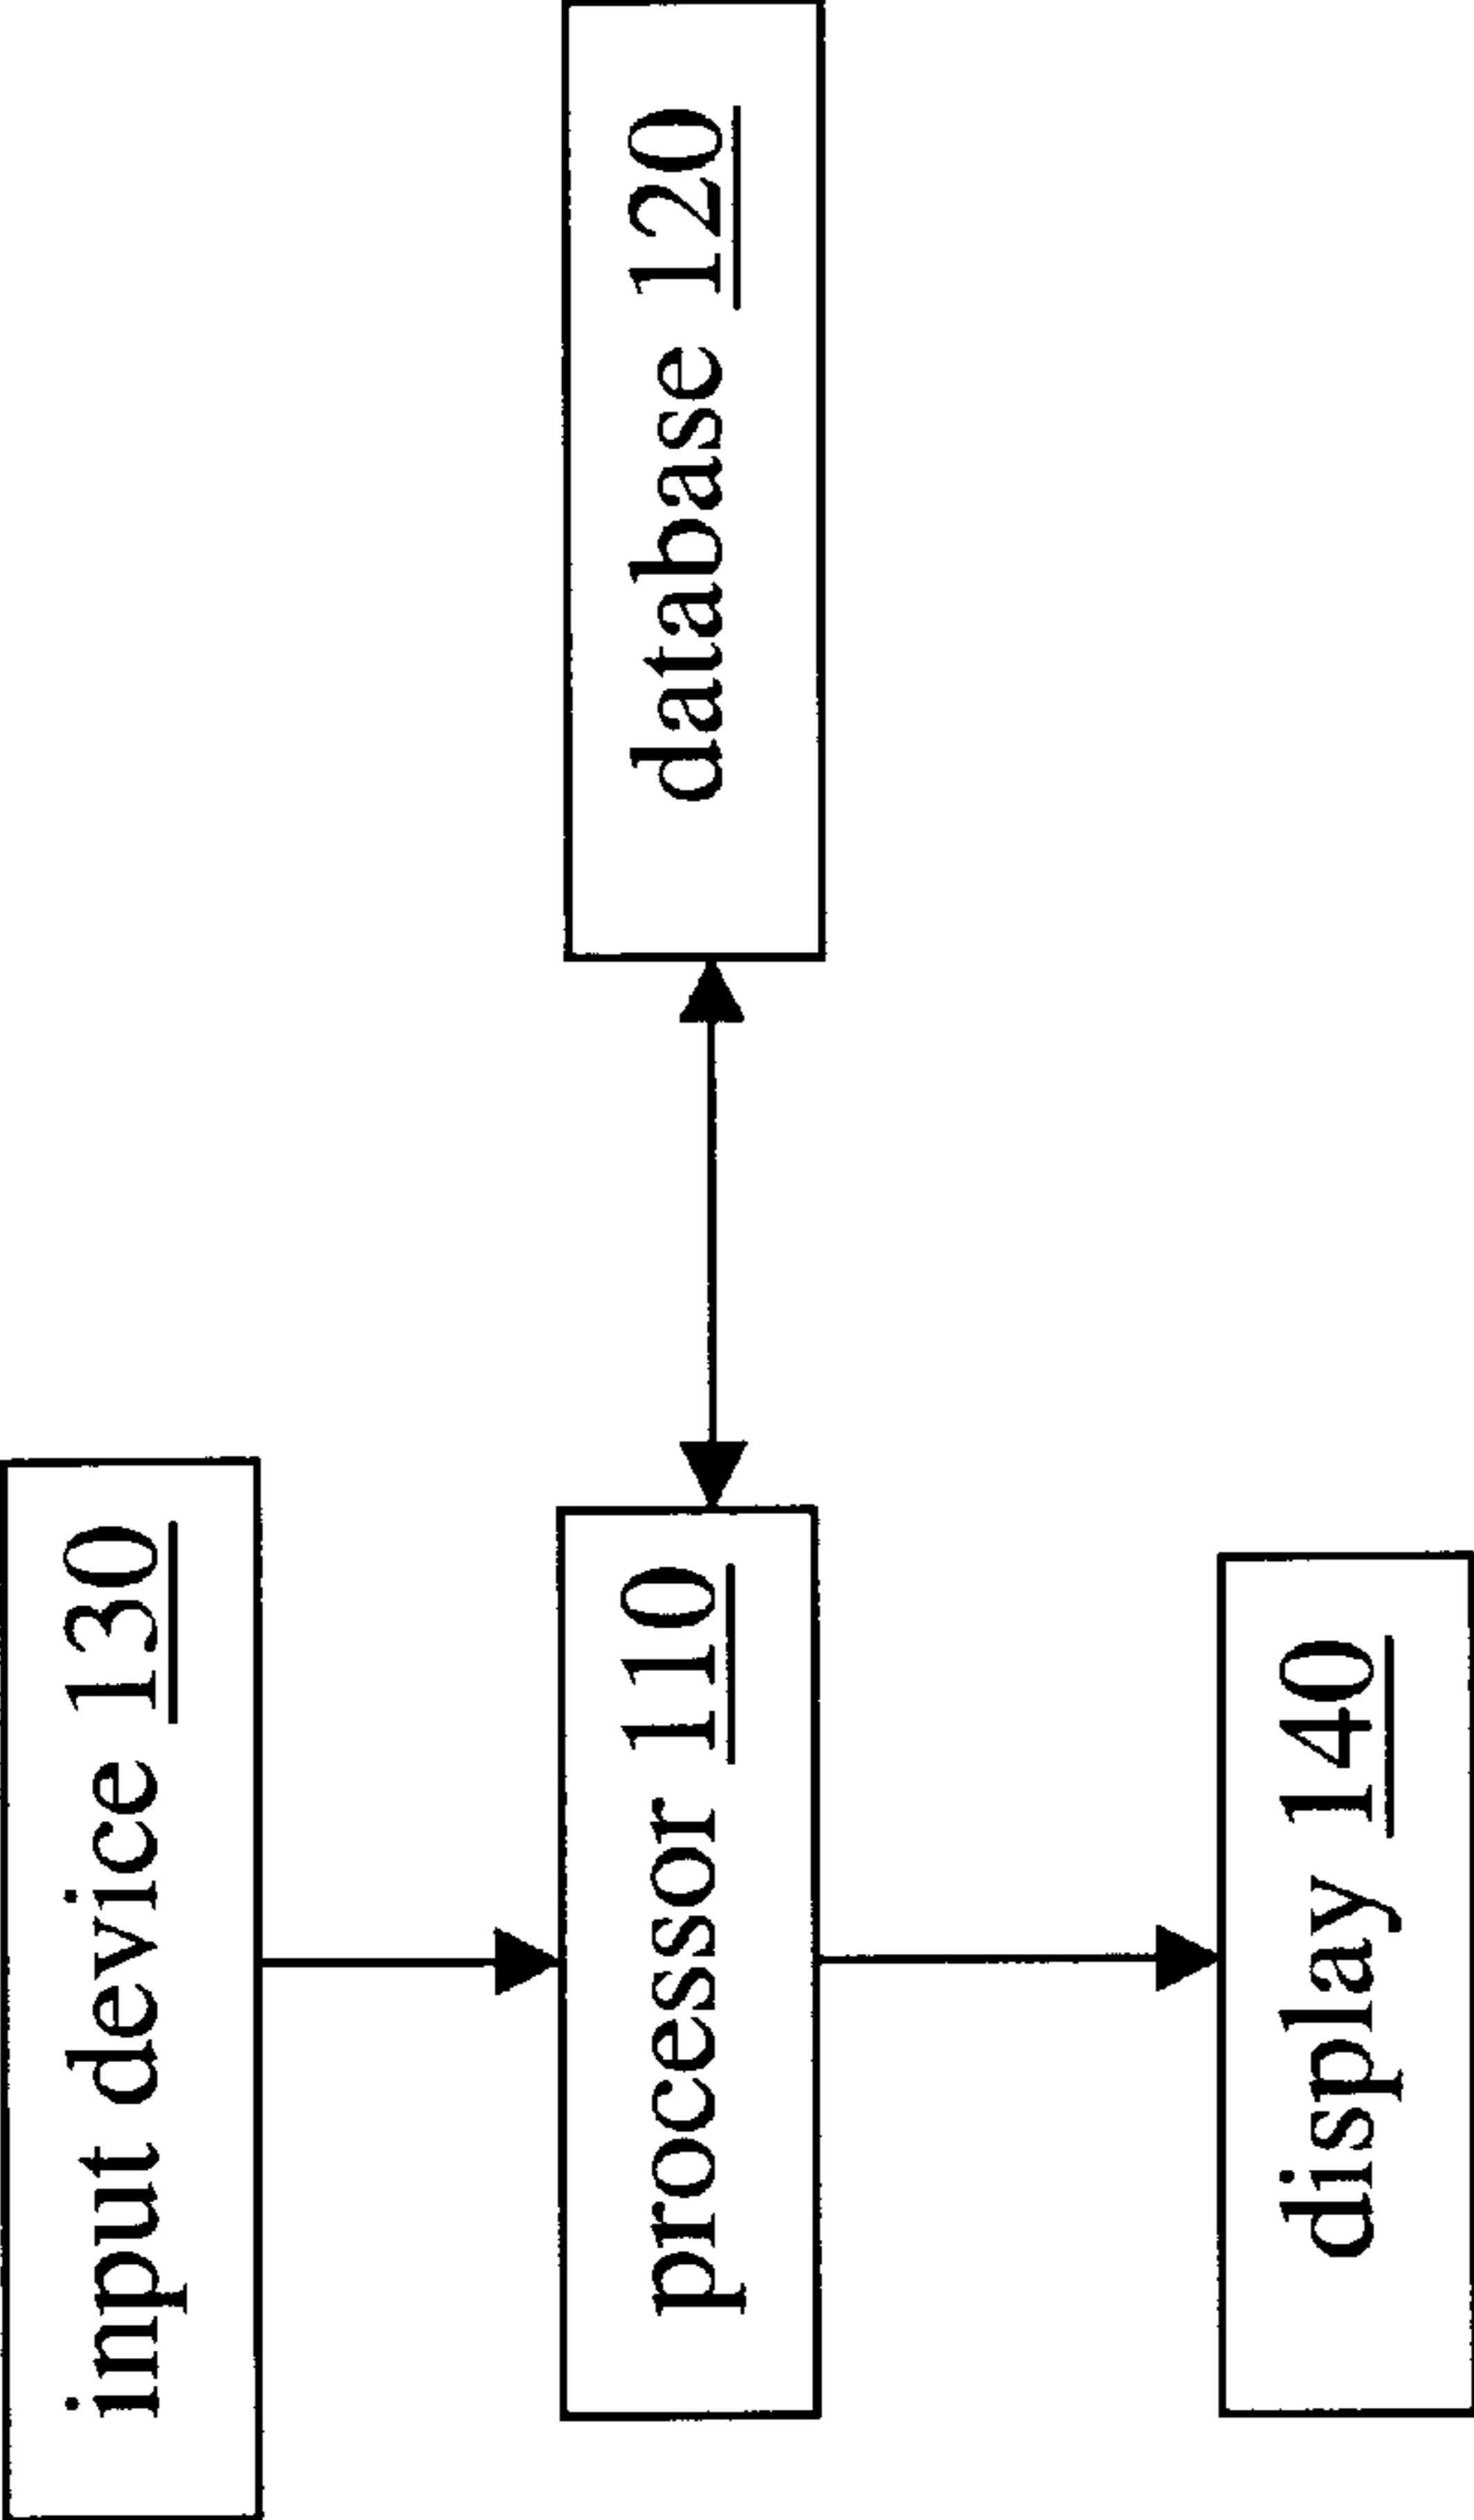 input device 130
processor 110
database 120
display 140